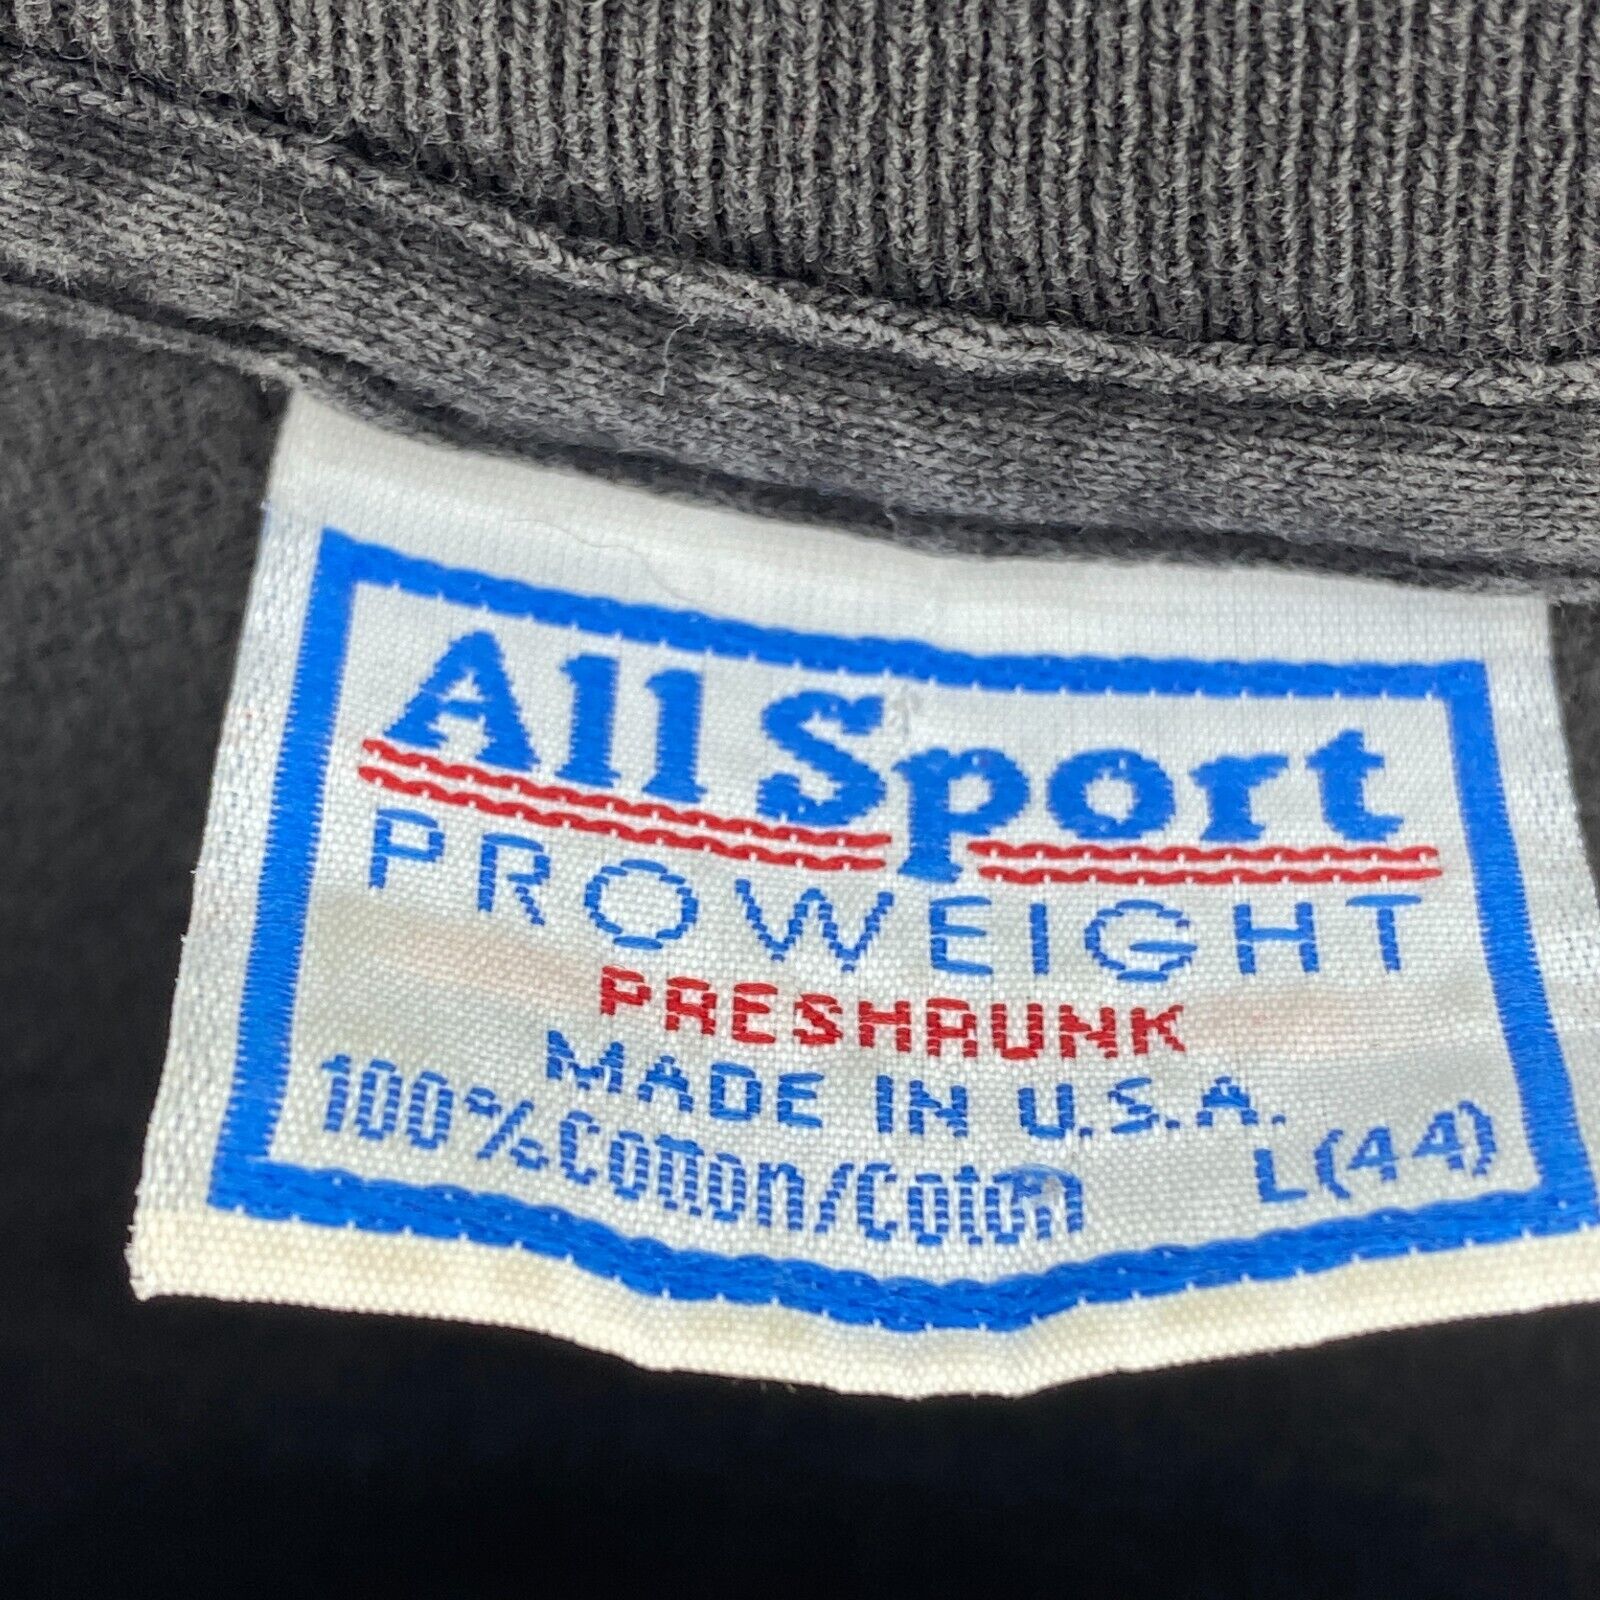 All Sport
PROWEIGHT
PRESHRUNK
MADE IN U.S.A.
100% Cotton/Coton L(44)